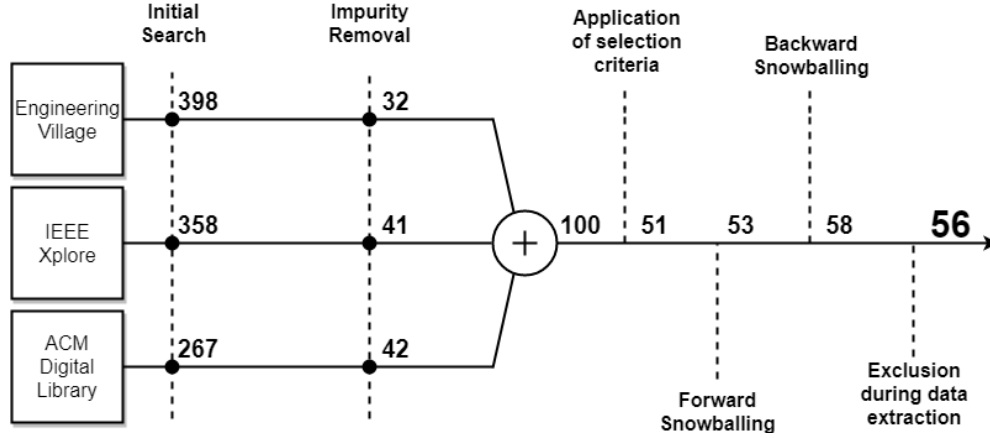 Initial
Search
Impurity
Removal
Application
of selection
criteria
Backward
Snowballing
Engineering
Village
398
32
IEEE
Xplore
358
41
100
51
53
58
56
ACM
Digital
Library
267
42
Forward
Snowballing
Exclusion
during data
extraction